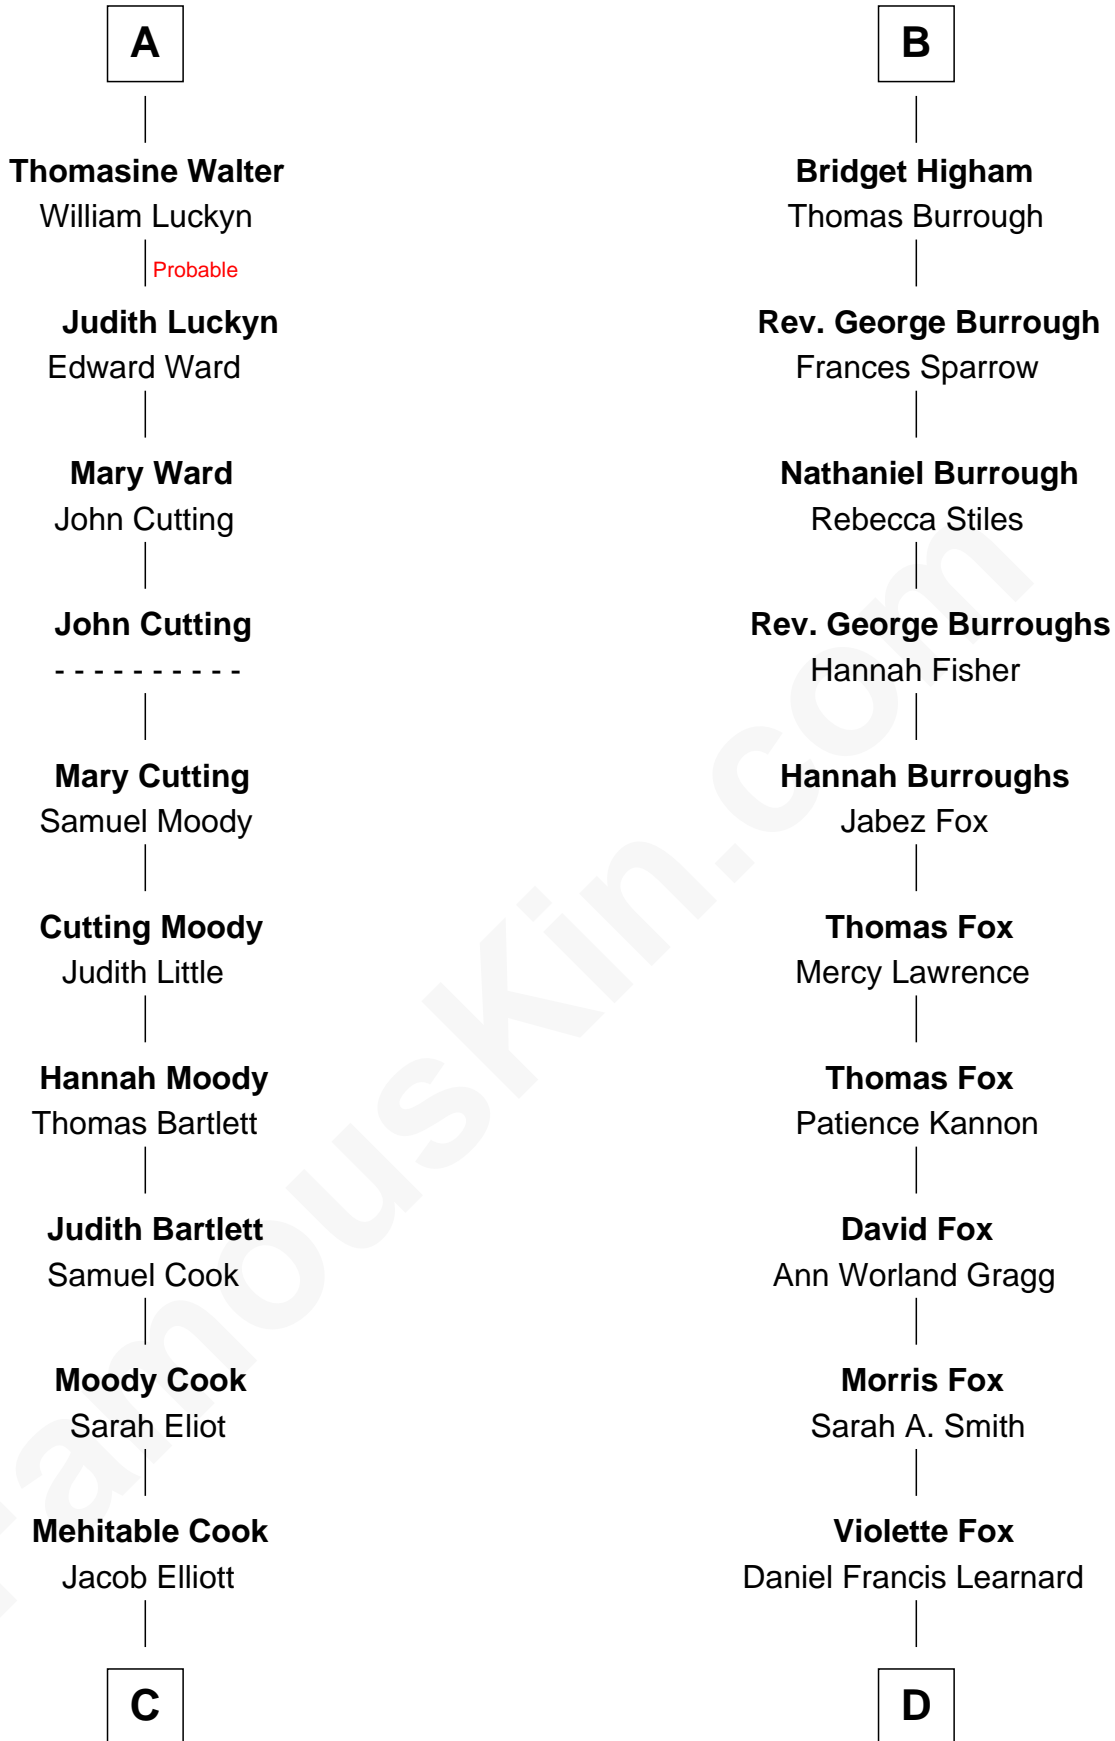 A
Thomasine Walter
William Luckyn
Probable
Judith Luckyn
Edward Ward
Mary Ward
John Cutting
John Cutting
- - - - - - - - - -
Mary Cutting
Samuel Moody
Cutting Moody
Judith Little
Hannah Moody
Thomas Bartlett
Judith Bartlett
Samuel Cook
Moody Cook
Sarah Eliot
Mehitable Cook
Jacob Elliott
C
B
Bridget Higham
Thomas Burrough
Rev. George Burrough
Frances Sparrow
Nathaniel Burrough
Rebecca Stiles
Rev. George Burroughs
Hannah Fisher
Hannah Burroughs
Jabez Fox
Thomas Fox
Mercy Lawrence
Thomas Fox
Patience Kannon
David Fox
Ann Worland Gragg
Morris Fox
Sarah A. Smith
Violette Fox
Daniel Francis Learnard
D
FamousKin.com